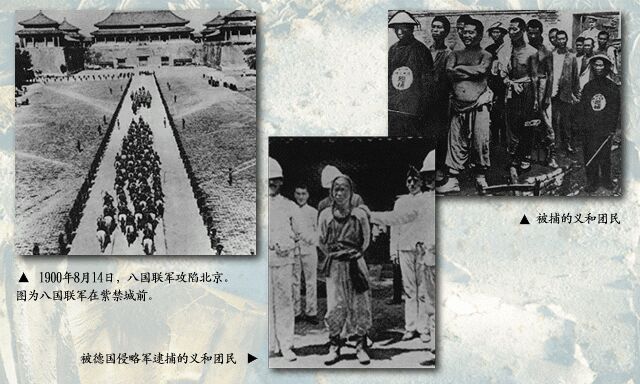 ▲ 1900年8月14日，八国联军攻陷北京。
图为八国联军在紫禁城前。
▲ 被捕的义和团民
被德国侵略军逮捕的义和团民 ▶